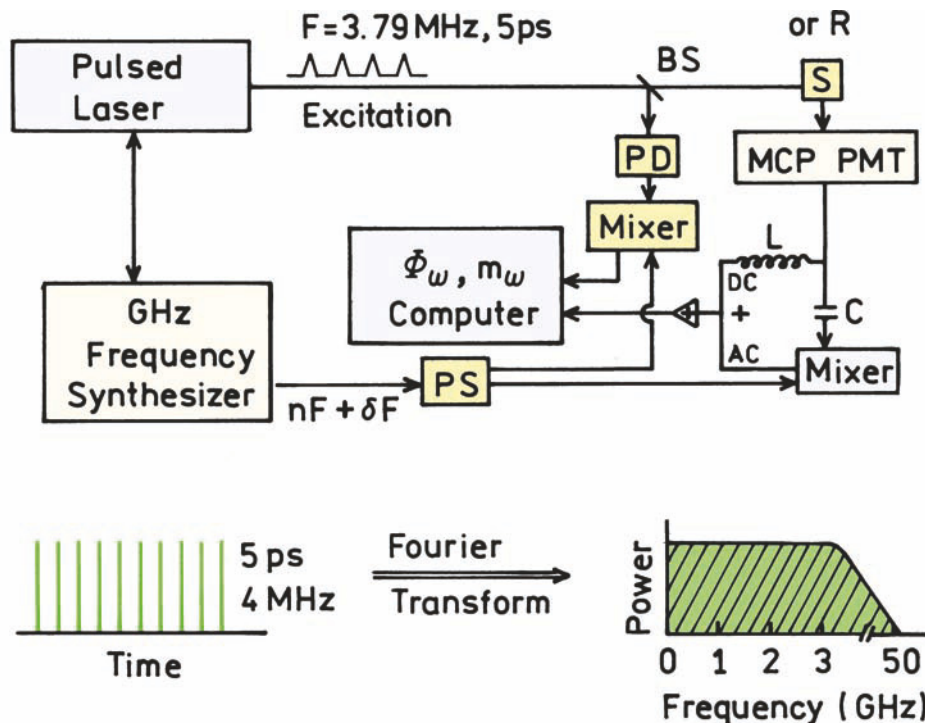 F = 3.79 MHz, 5ps
or R
Pulsed
Laser
BS
S
Excitation
PD
MCP PMT
Mixer
L
Φω, mω
Computer
DC
+
C
AC
+
Mixer
GHz
Frequency
Synthesizer
PS
nF + δF
5 ps
4 MHz
Time
Fourier
Transform
Power
0 1 2 3 50
Frequency (GHz)